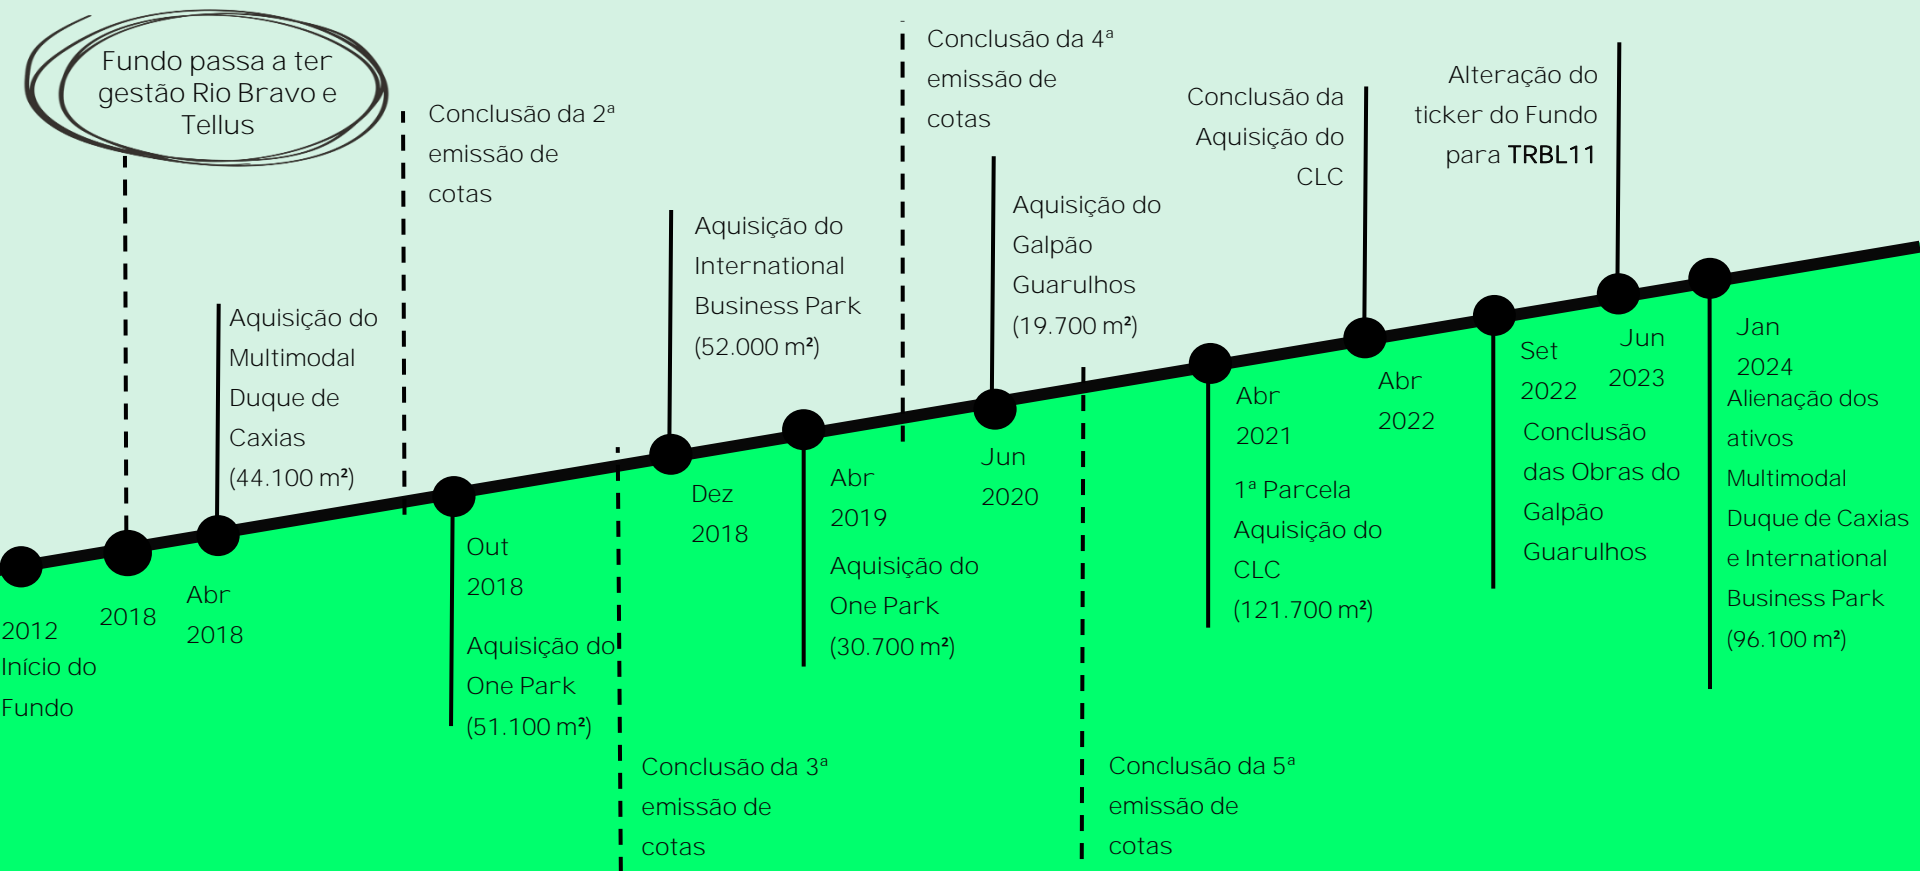 Fundo passa a ter
gestão Rio Bravo e
Tellus
2012
Início do
Fundo
2018
Aquisição do
Multimodal
Duque de
Caxias
(44.100 m²)
Abr
2018
Conclusão da 2ª
emissão de
cotas
Out
2018
Aquisição do
One Park
(51.100 m²)
Conclusão da 3ª
emissão de
cotas
Aquisição do
International
Business Park
(52.000 m²)
Dez
2018
Abr
2019
Aquisição do
One Park
(30.700 m²)
Conclusão da 4ª
emissão de
cotas
Aquisição do
Galpão
Guarulhos
(19.700 m²)
Jun
2020
Conclusão da 5ª
emissão de
cotas
Abr
2021
1ª Parcela
Aquisição do
CLC
(121.700 m²)
Conclusão da
Aquisição do
CLC
Abr
2022
Set
2022
Conclusão
das Obras do
Galpão
Guarulhos
Alteração do
ticker do Fundo
para TRBL11
Jun
2023
Jan
2024
Alienação dos
ativos
Multimodal
Duque de Caxias
e International
Business Park
(96.100 m²)